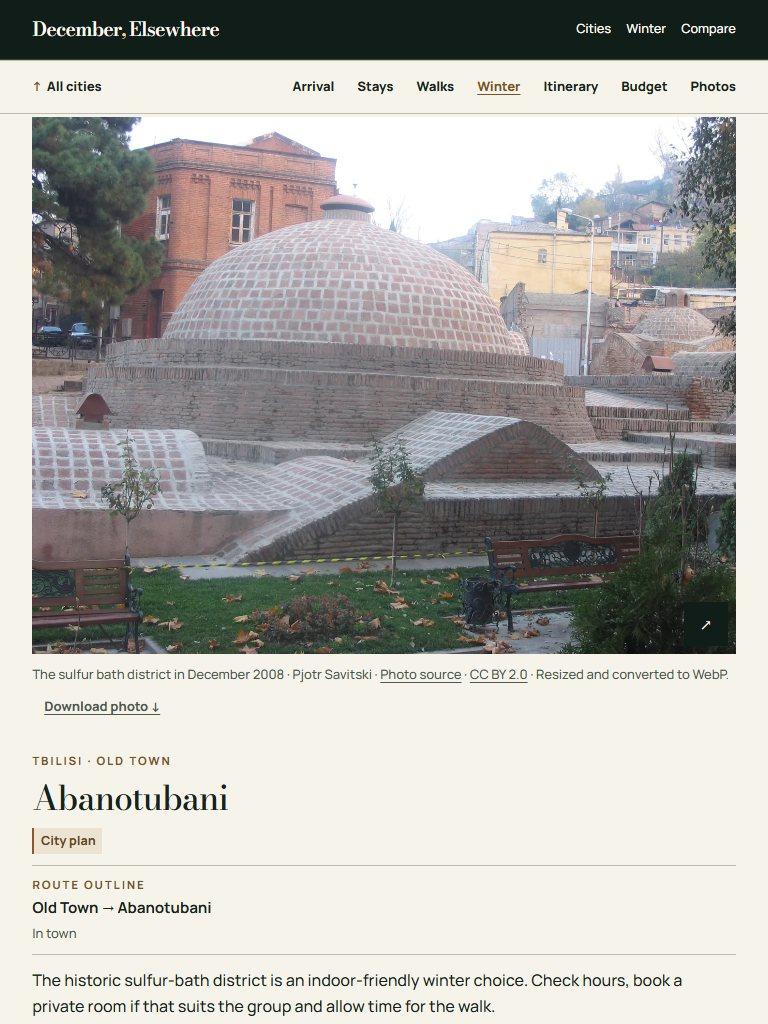 December, Elsewhere
Cities Winter Compare
↑ All cities
Arrival Stays Walks Winter Itinerary Budget Photos
↗
The sulfur bath district in December 2008 · Pjotr Savitski · Photo source · CC BY 2.0 · Resized and converted to WebP.
Download photo ↓
TBILISI · OLD TOWN
Abanotubani
City plan
ROUTE OUTLINE
Old Town → Abanotubani
In town
The historic sulfur-bath district is an indoor-friendly winter choice. Check hours, book a
private room if that suits the group and allow time for the walk.